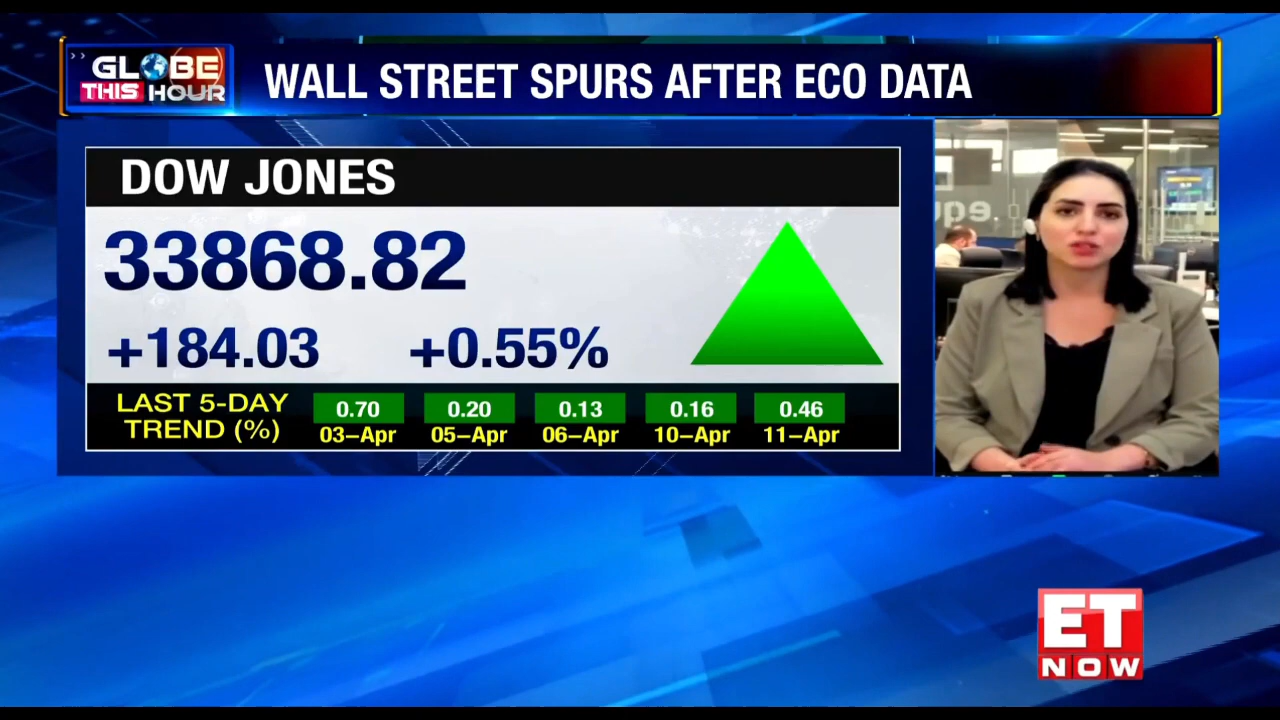 GLOBE
THIS HOUR
WALL STREET SPURS AFTER ECO DATA
DOW JONES
33868.82
+184.03 +0.55%
LAST 5-DAY
TREND (%)
0.70 0.20 0.13 0.16 0.46
03–Apr 05–Apr 06–Apr 10–Apr 11–Apr
ET
NOW